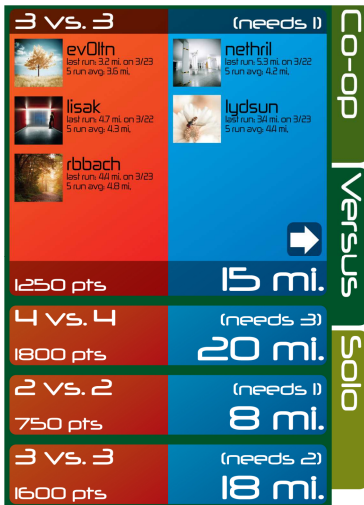 3 vs. 3 (needs 1)
ev0ltn
last run: 3.2 mi. on 3/23
5 run avg: 3.6 mi.
nethril
last run: 5.3 mi. on 3/22
5 run avg: 4.2 mi.
lisak
last run: 4.7 mi. on 3/22
5 run avg: 4.3 mi.
lydsun
last run: 3.4 mi. on 3/23
5 run avg: 4.4 mi.
rbbach
last run: 4.4 mi. on 3/23
5 run avg: 4.8 mi.
1250 pts 15 mi.
4 vs. 4 (needs 3)
1800 pts 20 mi.
2 vs. 2 (needs 1)
750 pts 8 mi.
3 vs. 3 (needs 2)
1600 pts 18 mi.
Co-op
Versus
Solo